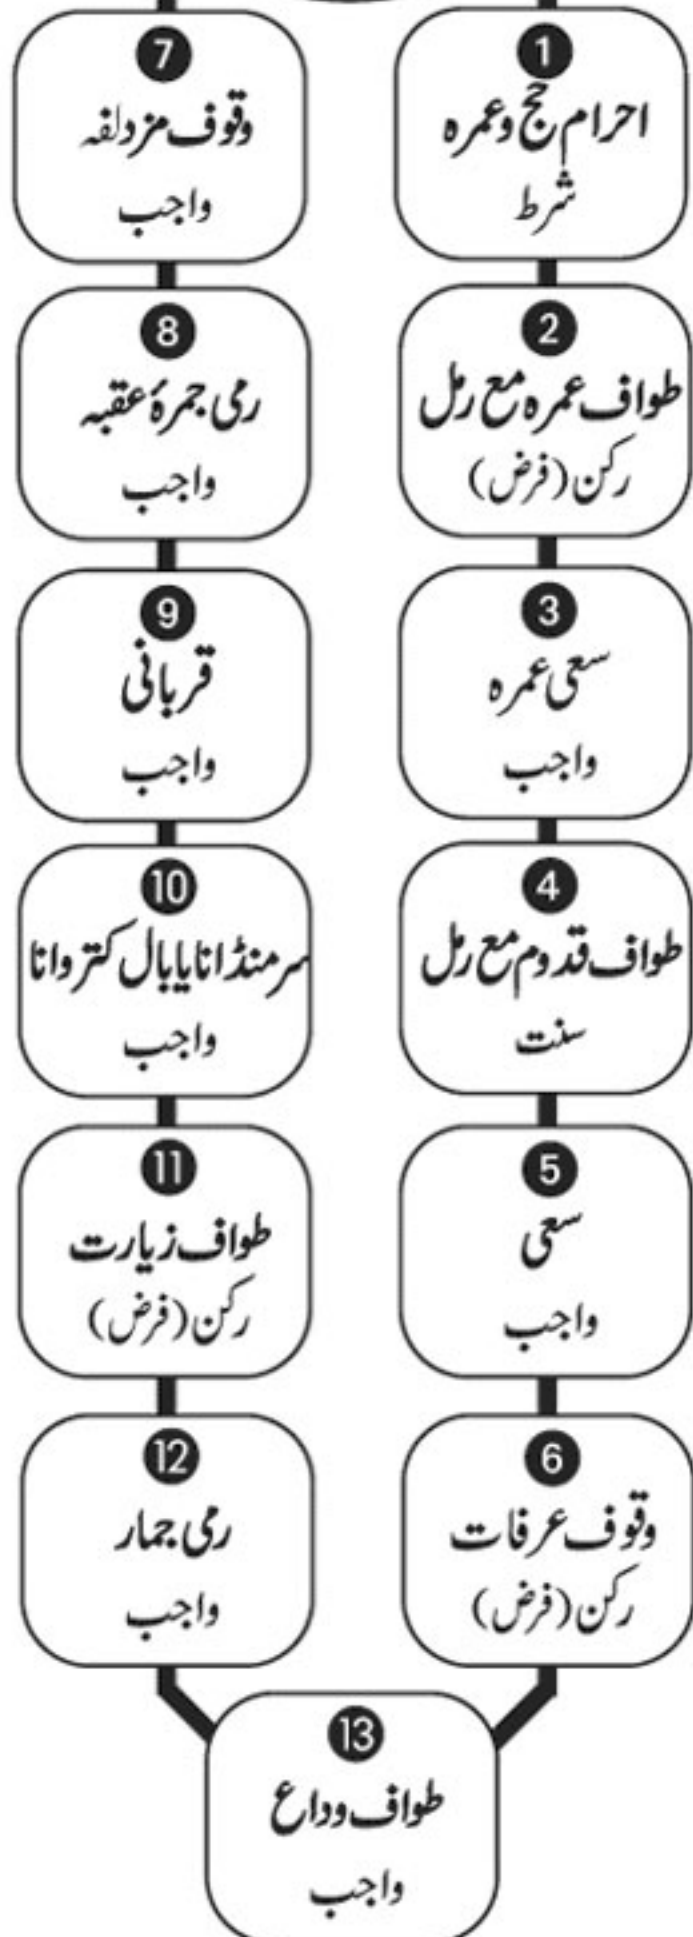 1
احرام حج و عمرہ
شرط
2
طواف عمرہ مع رمل
رکن (فرض)
3
سعی عمرہ
واجب
4
طواف قدوم مع رمل
سنت
5
سعی
واجب
6
وقوف عرفات
رکن (فرض)
7
وقوف مزدلفہ
واجب
8
رمی جمرۂ عقبہ
واجب
9
قربانی
واجب
10
سر منڈانا یا بال کتروانا
واجب
11
طواف زیارت
رکن (فرض)
12
رمی جمار
واجب
13
طواف وداع
واجب